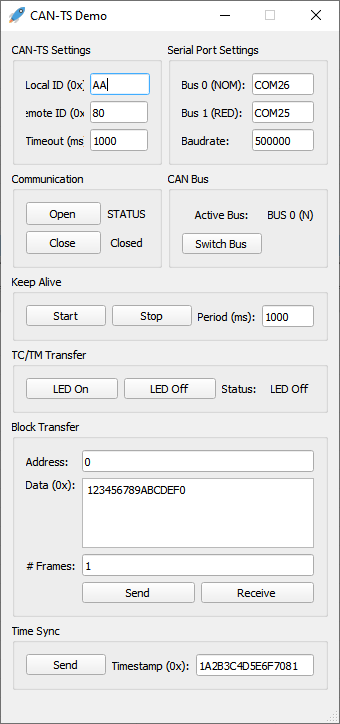 CAN-TS Demo
CAN-TS Settings
Local ID (0x)
AA
emote ID (0x
80
Timeout (ms
1000
Serial Port Settings
Bus 0 (NOM):
COM26
Bus 1 (RED):
COM25
Baudrate:
500000
Communication
Open
STATUS
Close
Closed
CAN Bus
Active Bus:
BUS 0 (N)
Switch Bus
Keep Alive
Start
Stop
Period (ms):
1000
TC/TM Transfer
LED On
LED Off
Status:
LED Off
Block Transfer
Address:
0
Data (0x):
123456789ABCDEF0
# Frames:
1
Send
Receive
Time Sync
Send
Timestamp (0x):
1A2B3C4D5E6F7081